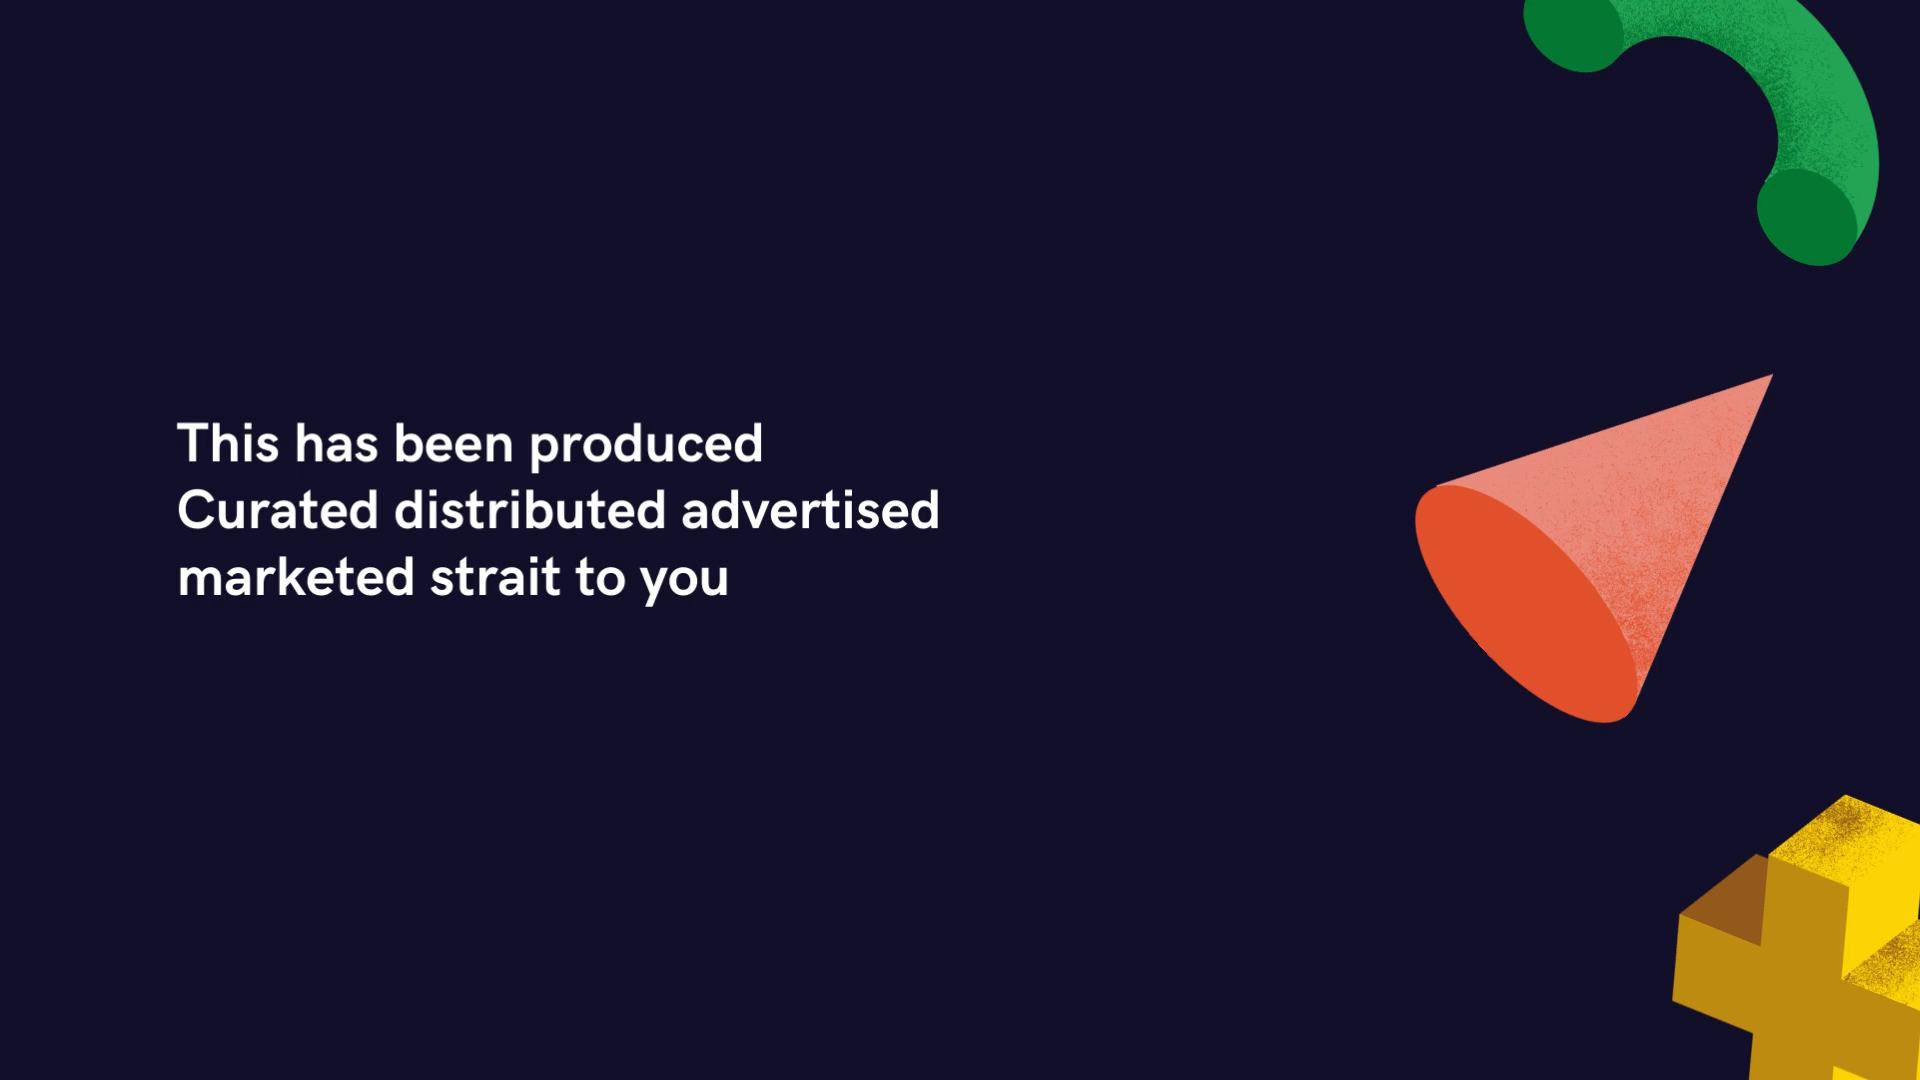 This has been produced
Curated distributed advertised
marketed strait to you